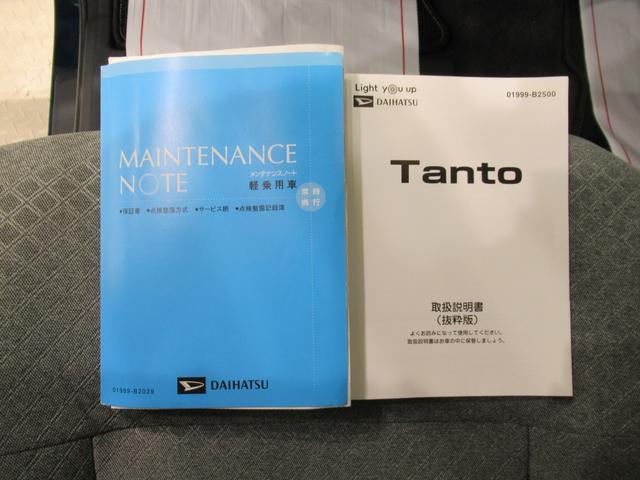 MAINTENANCE
NOTE
メンテナンスノート
軽乗用車
常時
携行
●保証書 ●点検整備方式 ●サービス網 ●点検整備記録簿
DAIHATSU
01999-B2029
Light you up
DAIHATSU
01999-B2500
Tanto
取扱説明書
(抜粋版)
よくお読みになって使用してください。
取扱説明書はお車の中に保管しましょう。